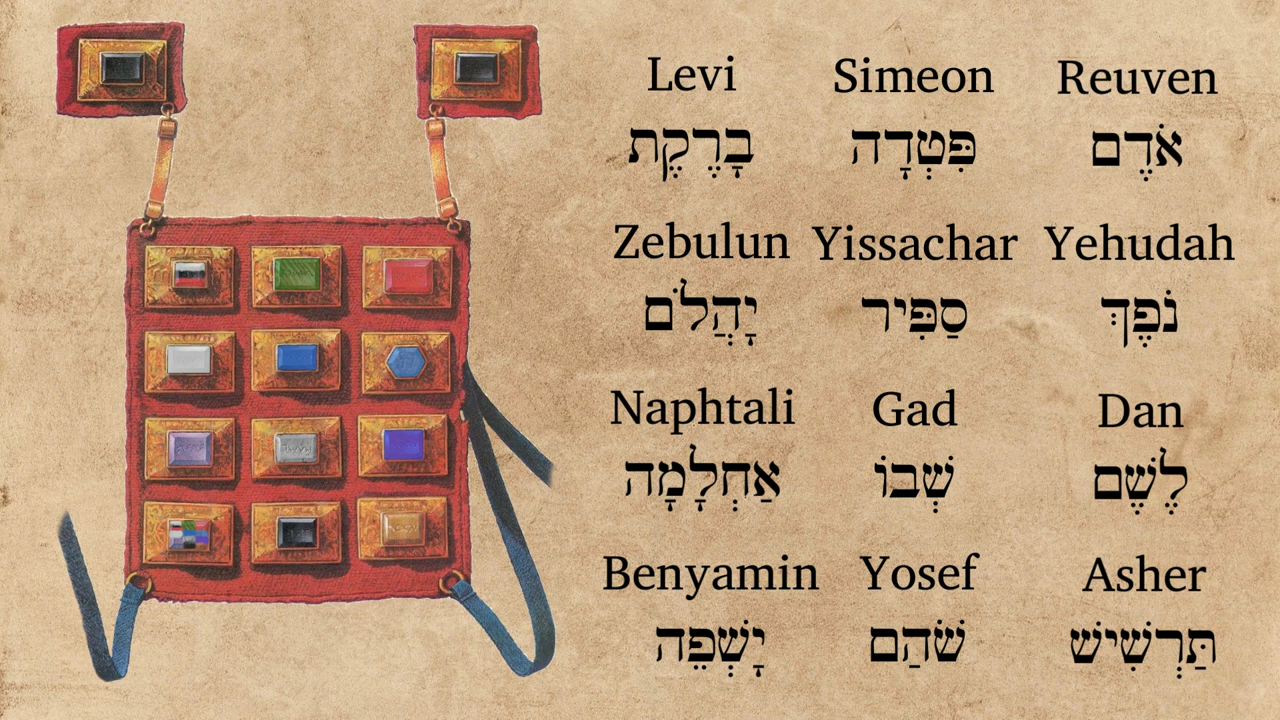 Levi Simeon Reuven
בָרֶקֶת פִּטְדָה אֹדֶם
Zebulun Yissachar Yehudah
יָהֲלֹם סַפִּיר נֹפֶךְ
Naphtali Gad Dan
אַחְלָמָה שְׁבוֹ לֶשֶׁם
Benyamin Yosef Asher
יָשְׁפֵה שֹׁהַם תַּרְשִׁישׁ